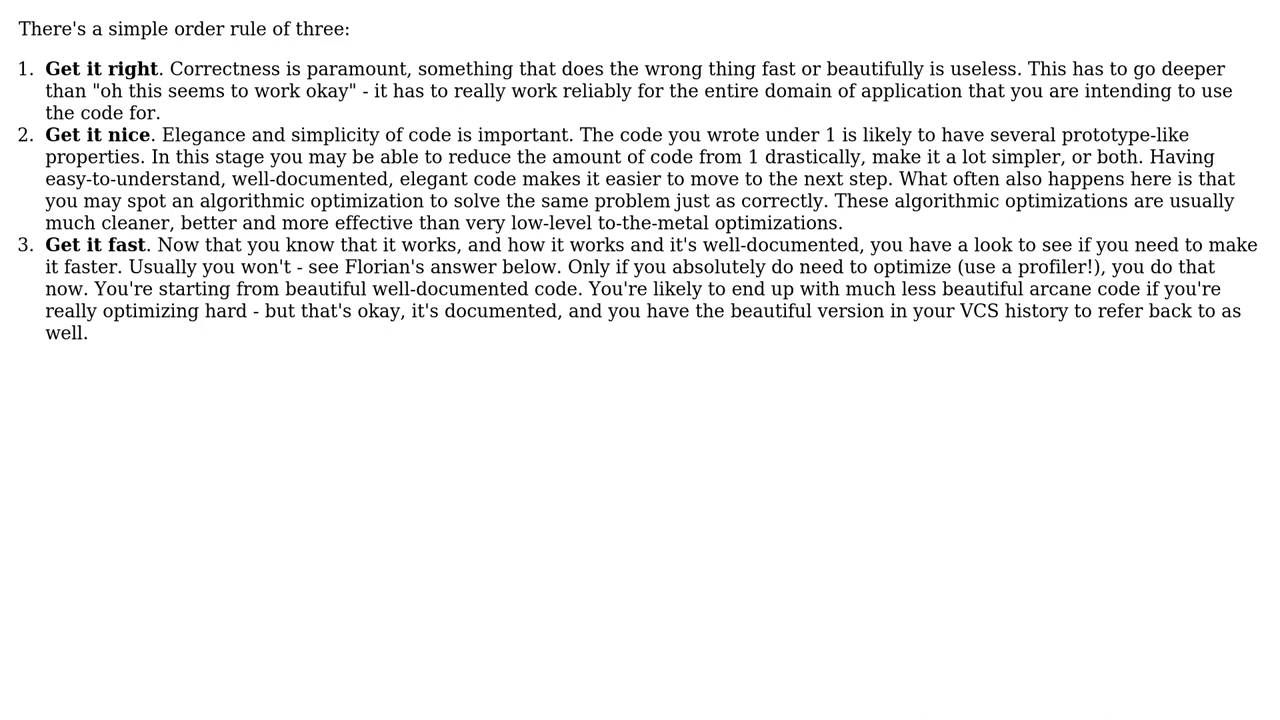 There's a simple order rule of three:
1. Get it right. Correctness is paramount, something that does the wrong thing fast or beautifully is useless. This has to go deeper
than "oh this seems to work okay" - it has to really work reliably for the entire domain of application that you are intending to use
the code for.
2. Get it nice. Elegance and simplicity of code is important. The code you wrote under 1 is likely to have several prototype-like
properties. In this stage you may be able to reduce the amount of code from 1 drastically, make it a lot simpler, or both. Having
easy-to-understand, well-documented, elegant code makes it easier to move to the next step. What often also happens here is that
you may spot an algorithmic optimization to solve the same problem just as correctly. These algorithmic optimizations are usually
much cleaner, better and more effective than very low-level to-the-metal optimizations.
3. Get it fast. Now that you know that it works, and how it works and it's well-documented, you have a look to see if you need to make
it faster. Usually you won't - see Florian's answer below. Only if you absolutely do need to optimize (use a profiler!), you do that
now. You're starting from beautiful well-documented code. You're likely to end up with much less beautiful arcane code if you're
really optimizing hard - but that's okay, it's documented, and you have the beautiful version in your VCS history to refer back to as
well.